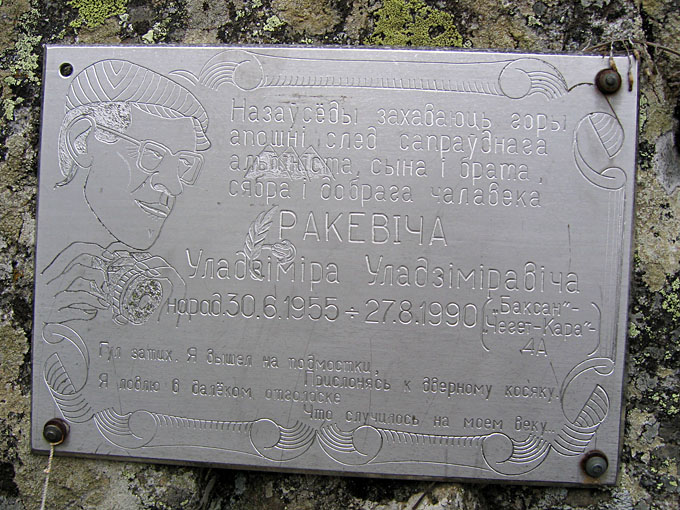 Назаўсёды захаваюць горы
апошні след сапраўднага
альпініста, сына і брата,
сябра і добрага чалавека
РАКЕВІЧА
Уладзіміра Уладзіміравіча
нарад. 30.6.1955 ÷ 27.8.1990 („Баксан"-
Чегет-Кара"-
4А)
Гул затих. Я вышел на подмостки,
Прислонясь к дверному косяку.
Я ловлю в далёком отголоске
Что случилось на моем веку...